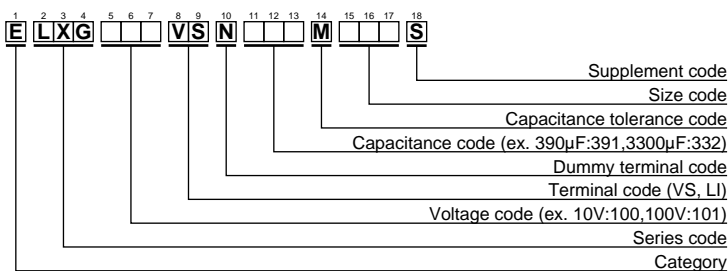 1 2 3 4 5 6 7 8 9 10 11 12 13 14 15 16 17 18
E L X G V S N M S
Supplement code
Size code
Capacitance tolerance code
Capacitance code (ex. 390µF:391,3300µF:332)
Dummy terminal code
Terminal code (VS, LI)
Voltage code (ex. 10V:100,100V:101)
Series code
Category